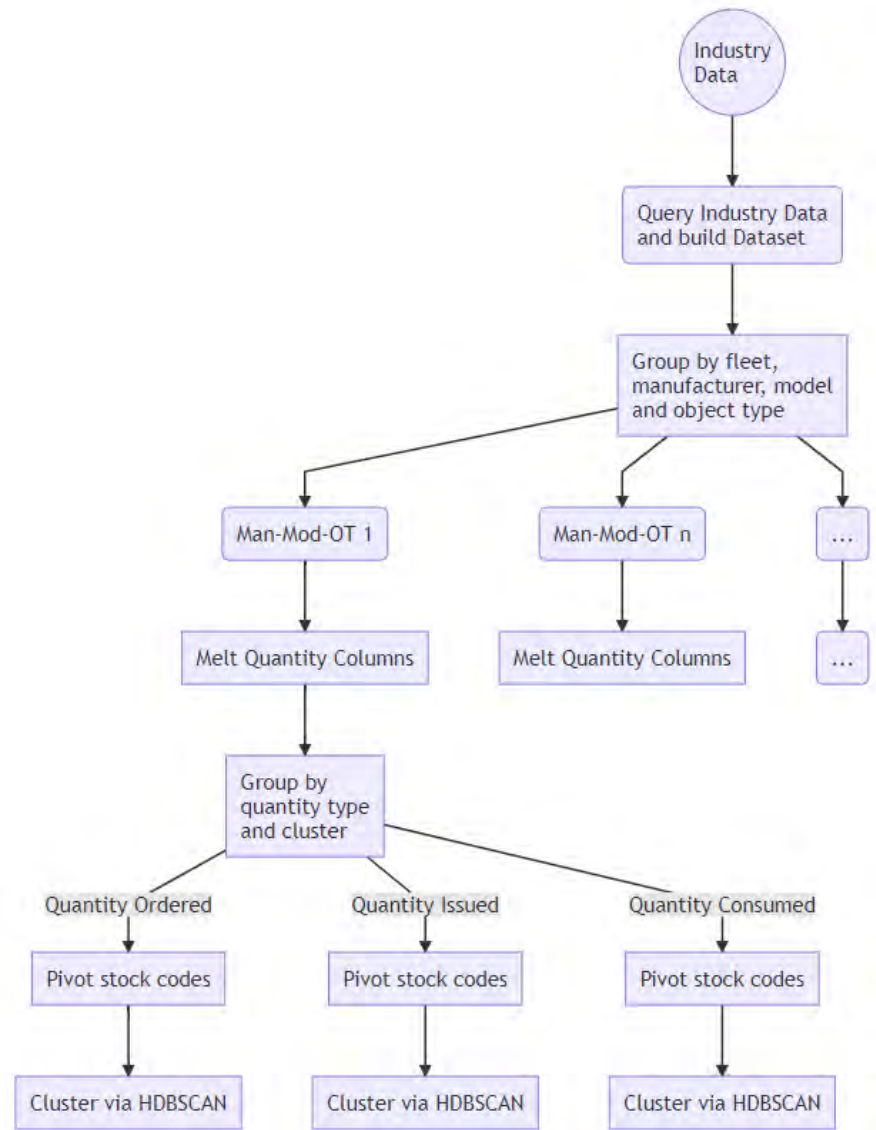 Industry
Data
Query Industry Data
and build Dataset
Group by fleet,
manufacturer, model
and object type
Man-Mod-OT 1
Man-Mod-OT n
...
Melt Quantity Columns
Melt Quantity Columns
...
Group by
quantity type
and cluster
Quantity Ordered
Quantity Issued
Quantity Consumed
Pivot stock codes
Pivot stock codes
Pivot stock codes
Cluster via HDBSCAN
Cluster via HDBSCAN
Cluster via HDBSCAN